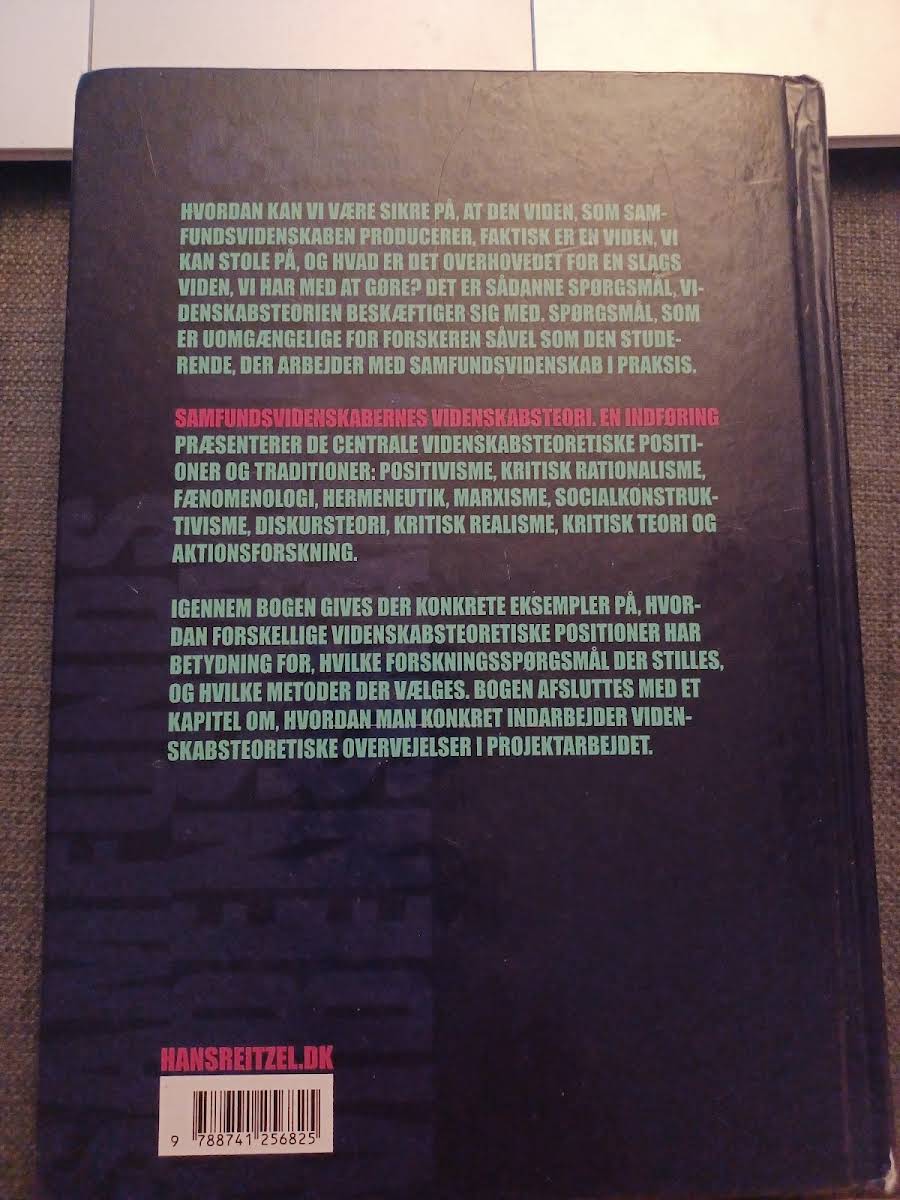 HVORDAN KAN VI VÆRE SIKRE PÅ, AT DEN VIDEN, SOM SAM-
FUNDSVIDENSKABEN PRODUCERER, FAKTISK ER EN VIDEN, VI
KAN STOLE PÅ, OG HVAD ER DET OVERHOVEDET FOR EN SLAGS
VIDEN, VI HAR MED AT GØRE? DET ER SÅDANNE SPØRGSMÅL, VI-
DENSKABSTEORIEN BESKÆFTIGER SIG MED. SPØRGSMÅL, SOM
ER UOMGÆNGELIGE FOR FORSKEREN SÅVEL SOM DEN STUDE-
RENDE, DER ARBEJDER MED SAMFUNDSVIDENSKAB I PRAKSIS.
SAMFUNDSVIDENSKABERNES VIDENSKABSTEORI. EN INDFØRING
PRÆSENTERER DE CENTRALE VIDENSKABSTEORETISKE POSITI-
ONER OG TRADITIONER: POSITIVISME, KRITISK RATIONALISME,
FÆNOMENOLOGI, HERMENEUTIK, MARXISME, SOCIALKONSTRUK-
TIVISME, DISKURSTEORI, KRITISK REALISME, KRITISK TEORI OG
AKTIONSFORSKNING.
IGENNEM BOGEN GIVES DER KONKRETE EKSEMPLER PÅ, HVOR-
DAN FORSKELLIGE VIDENSKABSTEORETISKE POSITIONER HAR
BETYDNING FOR, HVILKE FORSKNINGSSPØRGSMÅL DER STILLES,
OG HVILKE METODER DER VÆLGES. BOGEN AFSLUTTES MED ET
KAPITEL OM, HVORDAN MAN KONKRET INDARBEJDER VIDEN-
SKABSTEORETISKE OVERVEJELSER I PROJEKTARBEJDET.
HANSREITZEL.DK
9 788741 256825